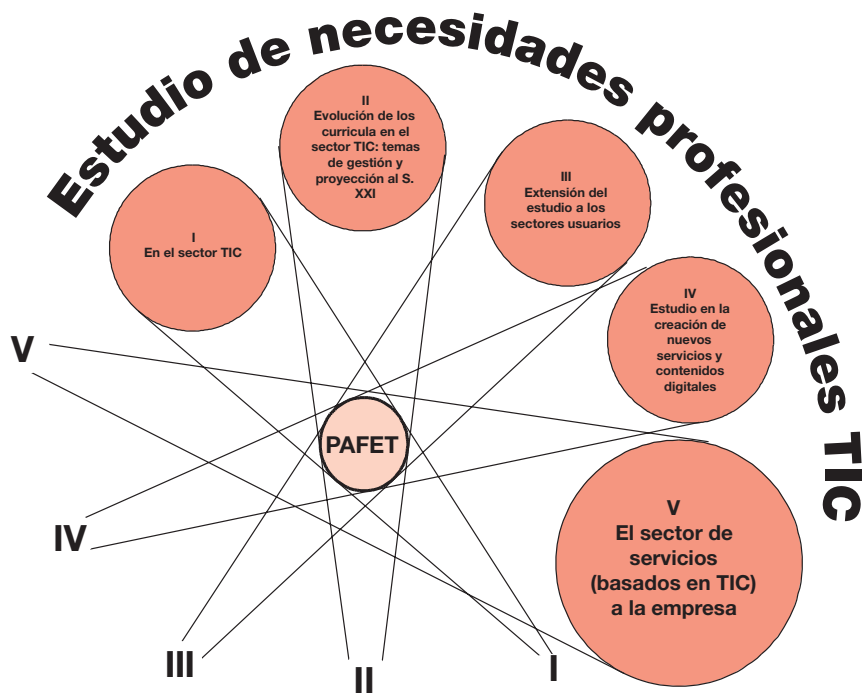 Estudio de necesidades profesionales TIC
II
Evolución de los
curricula en el
sector TIC: temas
de gestión y
proyección al S.
XXI
I
En el sector TIC
III
Extensión del
estudio a los
sectores usuarios
IV
Estudio en la
creación de
nuevos
servicios y
contenidos
digitales
V
PAFET
V
El sector de
servicios
(basados en TIC)
a la empresa
IV
III
II
I